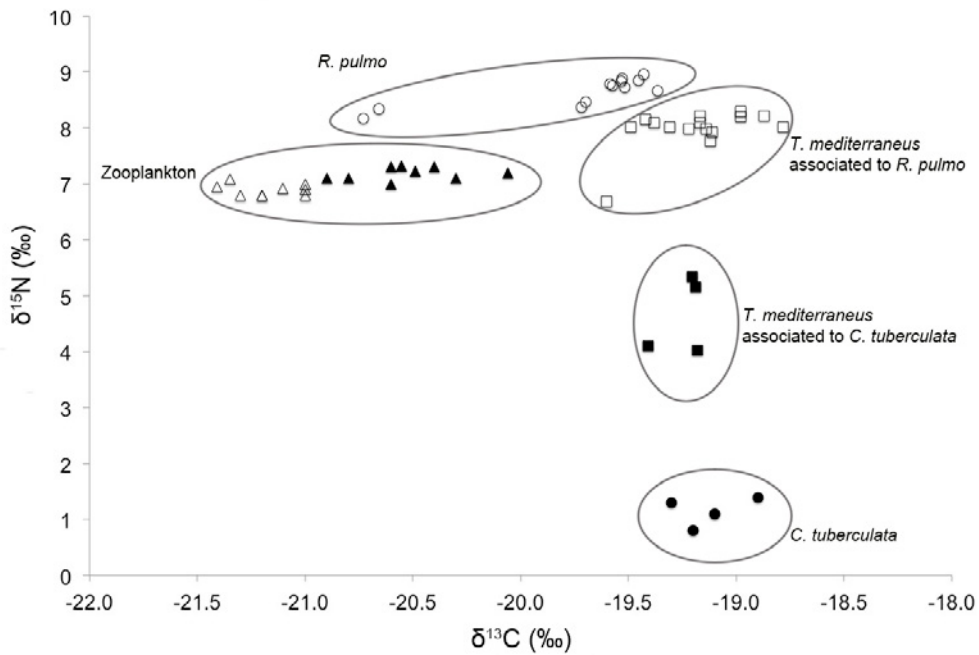 10
9
8
7
6
5
4
3
2
1
0
δ¹⁵N (‰)
R. pulmo
Zooplankton
T. mediterraneus
associated to R. pulmo
T. mediterraneus
associated to C. tuberculata
C. tuberculata
-22.0 -21.5 -21.0 -20.5 -20.0 -19.5 -19.0 -18.5 -18.0
δ¹³C (‰)